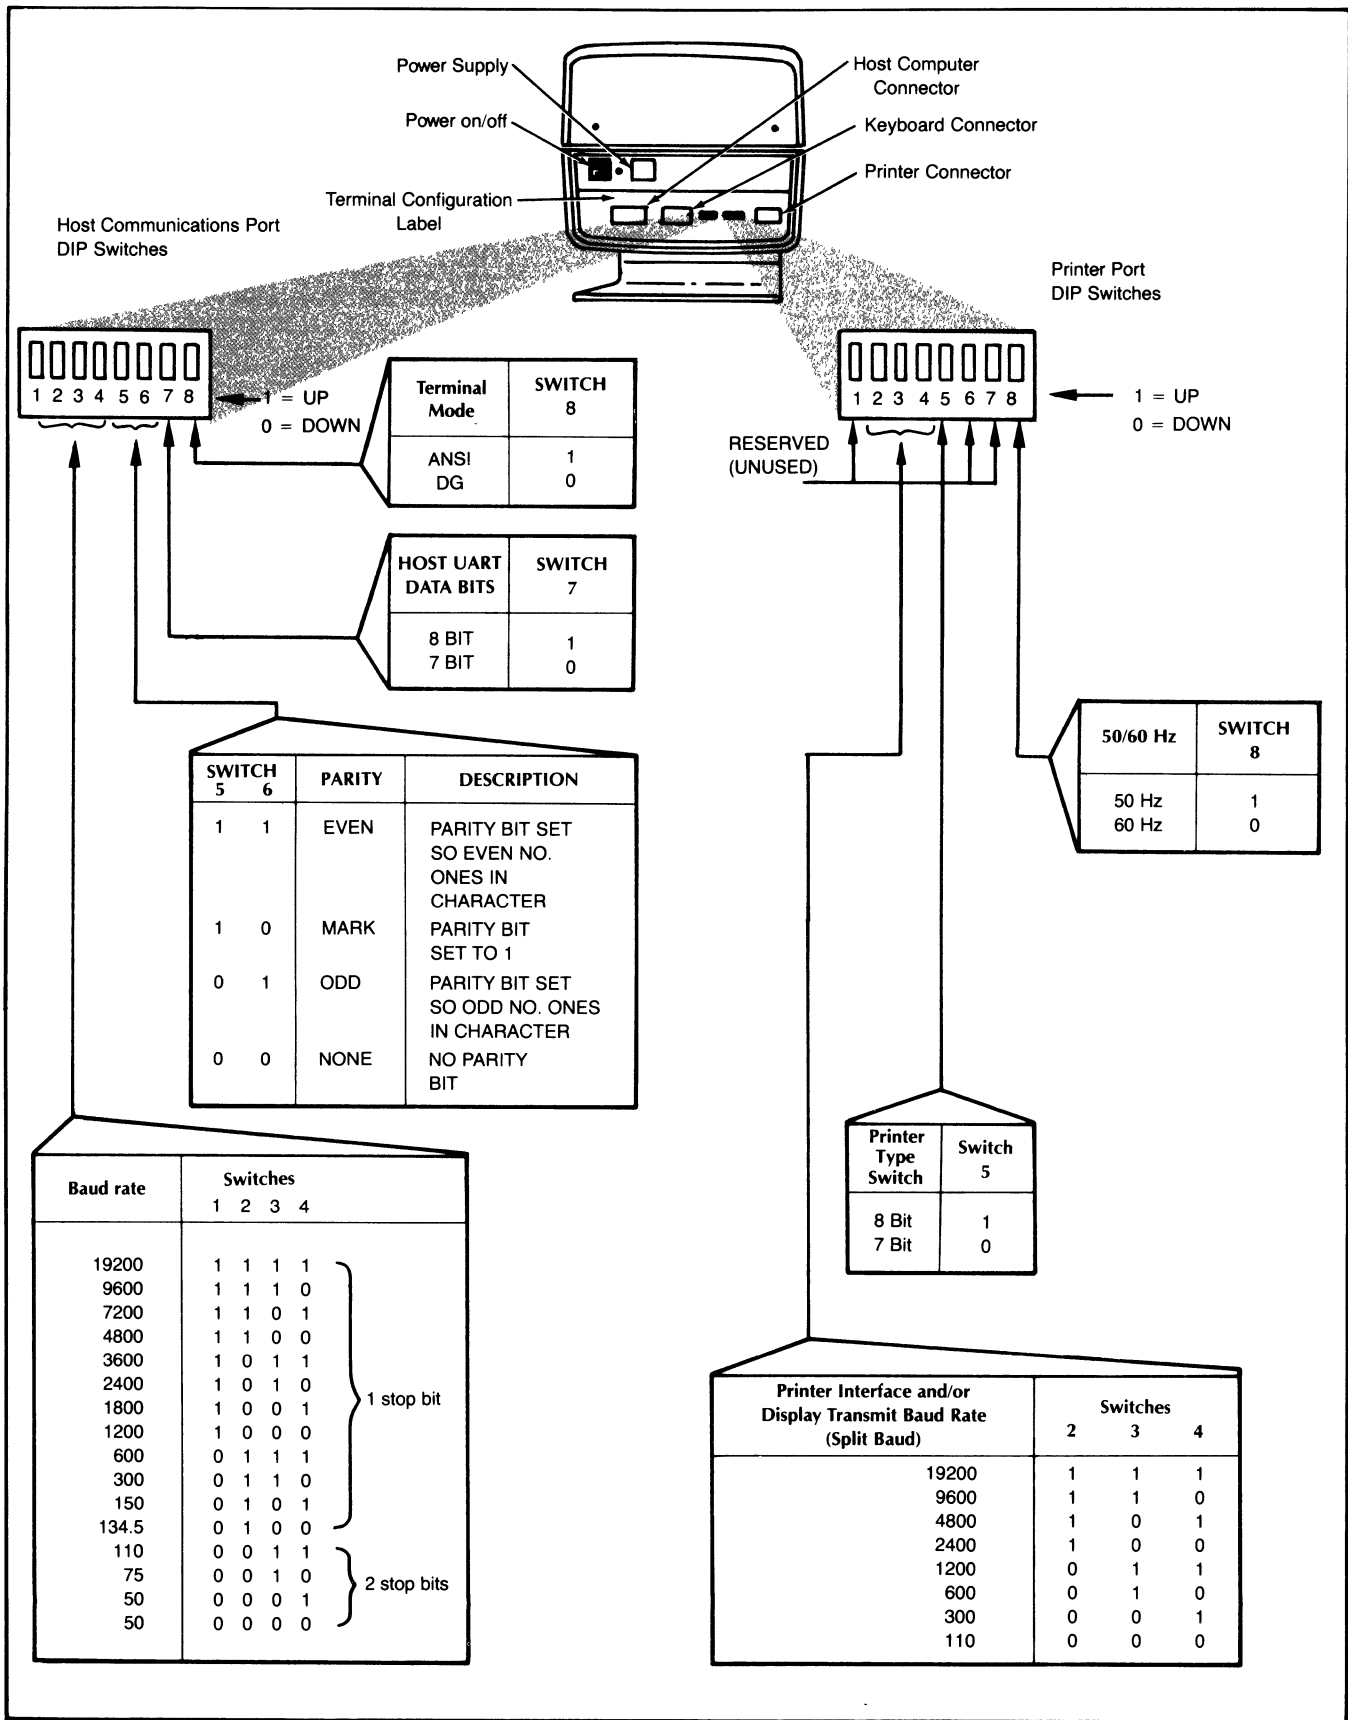 Power Supply
Power on/off
Terminal Configuration
Label
Host Computer
Connector
Keyboard Connector
Printer Connector
Host Communications Port
DIP Switches
Printer Port
DIP Switches
1 2 3 4 5 6 7 8
1 = UP
0 = DOWN
1 2 3 4 5 6 7 8
1 = UP
0 = DOWN
RESERVED
(UNUSED)
Terminal Mode SWITCH 8
ANSI 1
DG 0
HOST UART DATA BITS SWITCH 7
8 BIT 1
7 BIT 0
50/60 Hz SWITCH 8
50 Hz 1
60 Hz 0
SWITCH PARITY DESCRIPTION
5 6
1 1 EVEN PARITY BIT SET
SO EVEN NO.
ONES IN
CHARACTER
1 0 MARK PARITY BIT
SET TO 1
0 1 ODD PARITY BIT SET
SO ODD NO. ONES
IN CHARACTER
0 0 NONE NO PARITY
BIT
Printer Type Switch Switch 5
8 Bit 1
7 Bit 0
Baud rate Switches
1 2 3 4
19200 1 1 1 1
9600 1 1 1 0
7200 1 1 0 1
4800 1 1 0 0
3600 1 0 1 1
2400 1 0 1 0
1800 1 0 0 1
1200 1 0 0 0
600 0 1 1 1
300 0 1 1 0
150 0 1 0 1
134.5 0 1 0 0
1 stop bit
110 0 0 1 1
75 0 0 1 0
50 0 0 0 1
50 0 0 0 0
2 stop bits
Printer Interface and/or
Display Transmit Baud Rate
(Split Baud)
Switches
2 3 4
19200 1 1 1
9600 1 1 0
4800 1 0 1
2400 1 0 0
1200 0 1 1
600 0 1 0
300 0 0 1
110 0 0 0